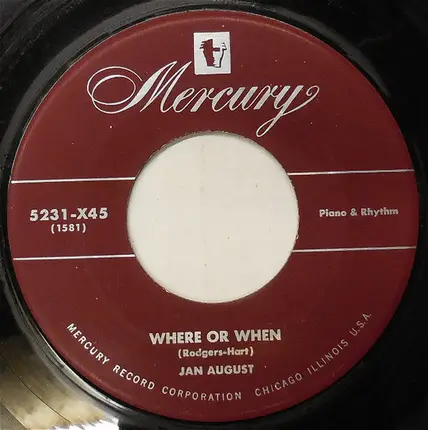 Mercury
5231-X45
(1581)
Piano & Rhythm
WHERE OR WHEN
(Rodgers-Hart)
JAN AUGUST
MERCURY RECORD CORPORATION CHICAGO ILLINOIS U.S.A.